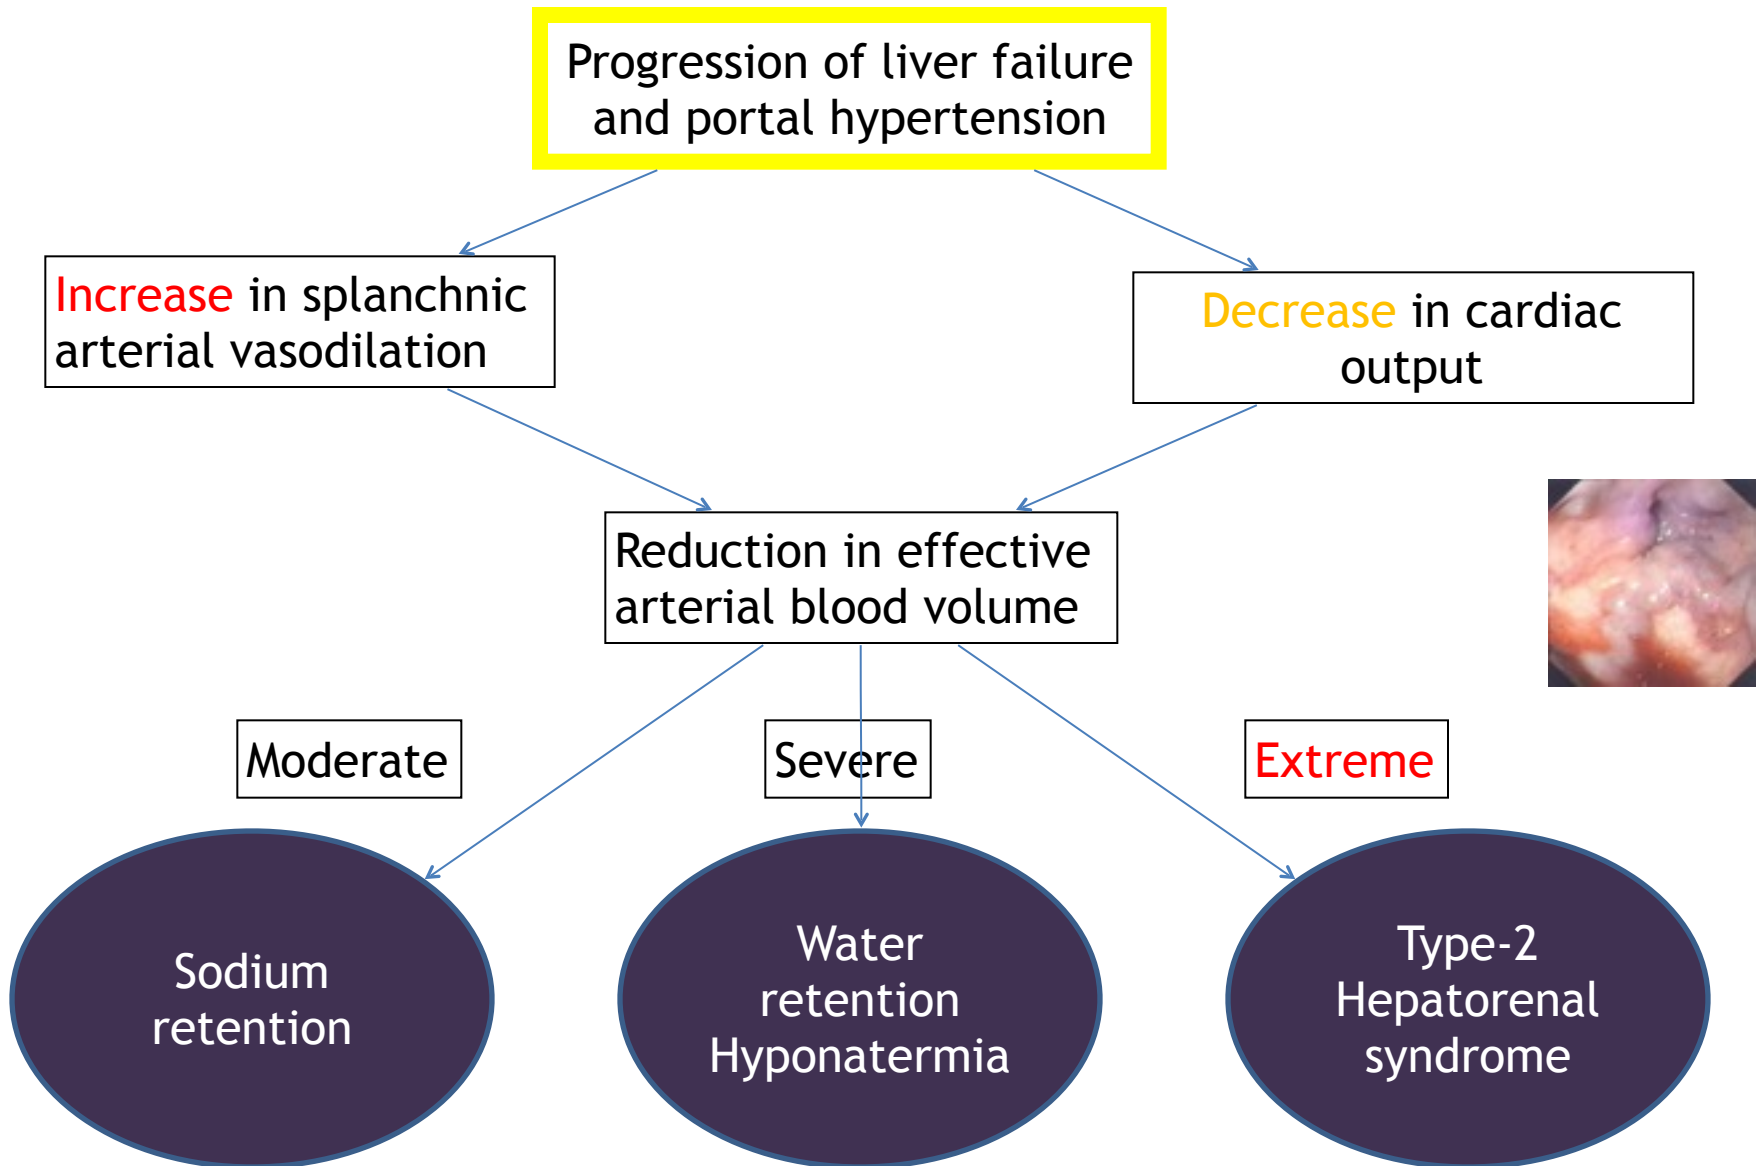 Progression of liver failure
and portal hypertension
Increase in splanchnic
arterial vasodilation
Decrease in cardiac
output
Reduction in effective
arterial blood volume
Moderate
Severe
Extreme
Sodium
retention
Water
retention
Hyponatermia
Type-2
Hepatorenal
syndrome